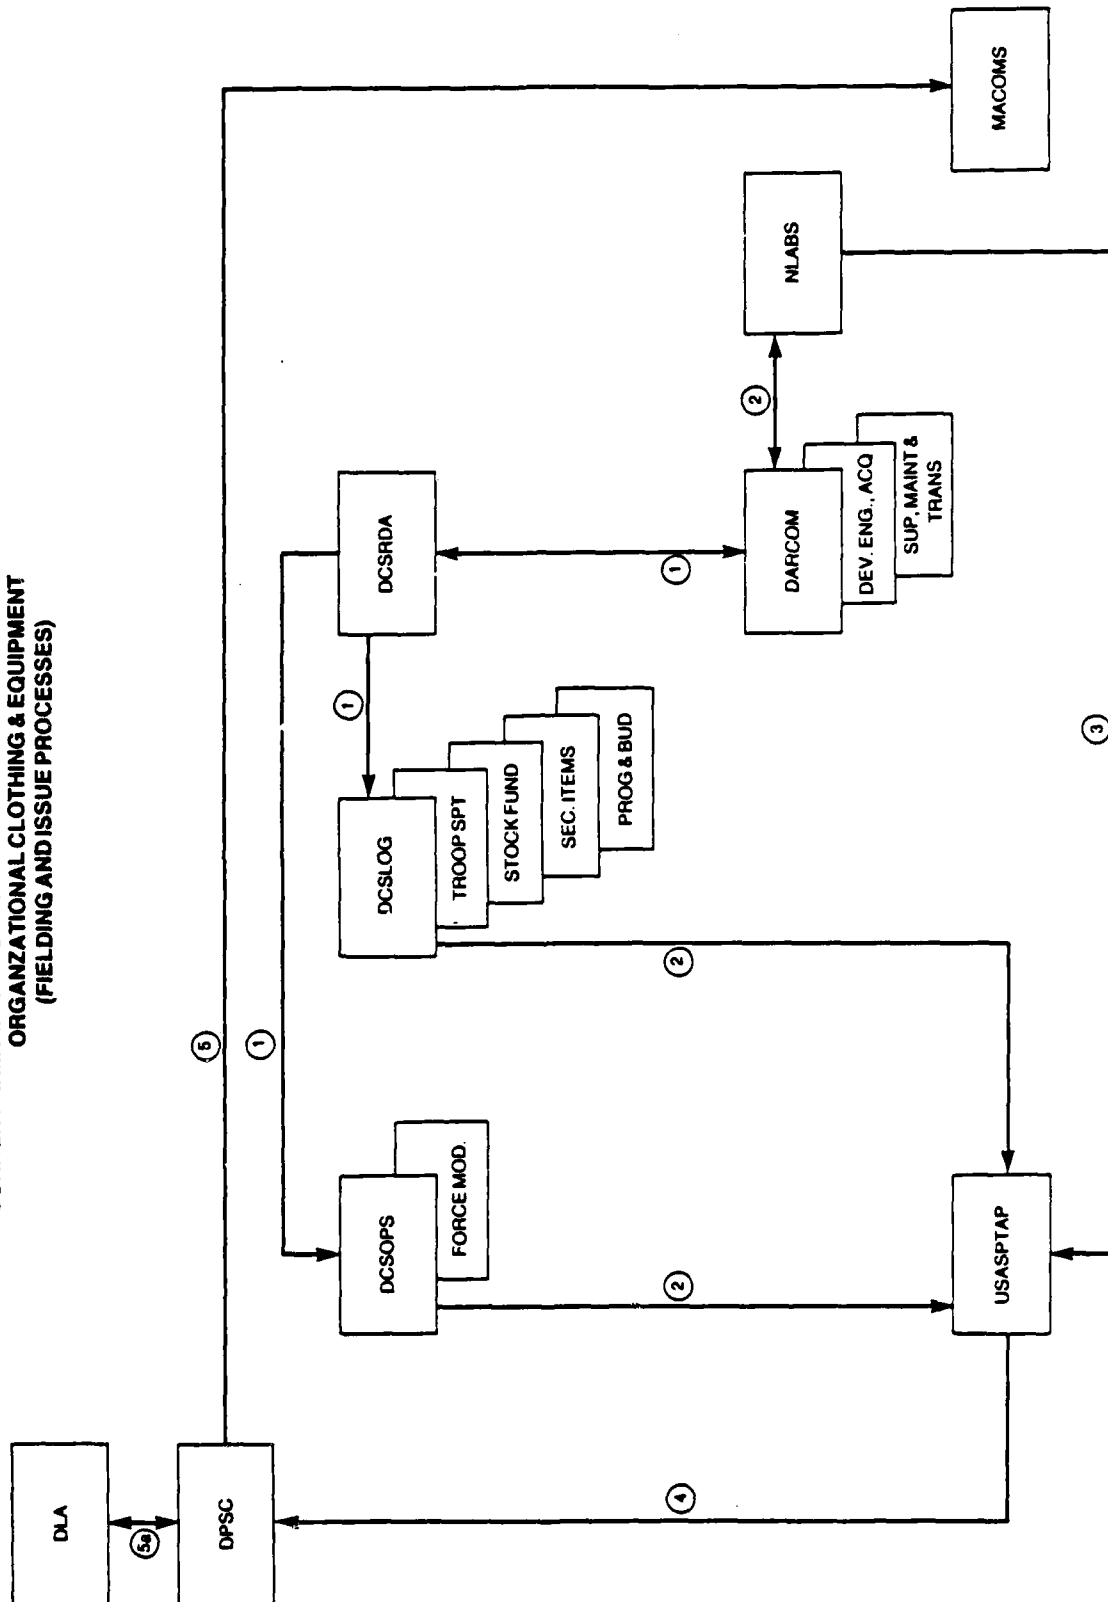 ORGANZATIONAL CLOTHING & EQUIPMENT
(FIELDING AND ISSUE PROCESSES)
DLA
5a
DPSC
5
1
DCSOPS
FORCE MOD.
DCSLOG
TROOP SPT
STOCK FUND
SEC. ITEMS
PROG & BUD
1
DCSRDA
4
2
2
1
DARCOM
DEV. ENG., ACQ
SUP, MAINT &
TRANS
2
NLABS
USASPTAP
MACOMS
3